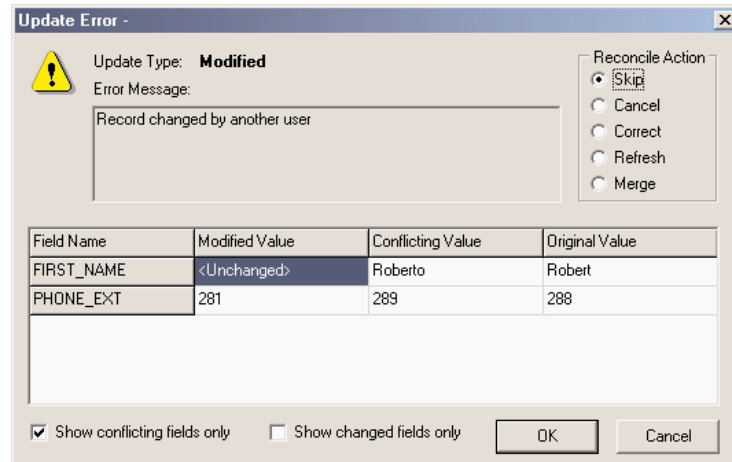 Update Error -
Update Type: Modified
Error Message:
Record changed by another user
Reconcile Action
Skip
Cancel
Correct
Refresh
Merge
Field Name Modified Value Conflicting Value Original Value
FIRST_NAME <Unchanged> Roberto Robert
PHONE_EXT 281 289 288
Show conflicting fields only Show changed fields only OK Cancel